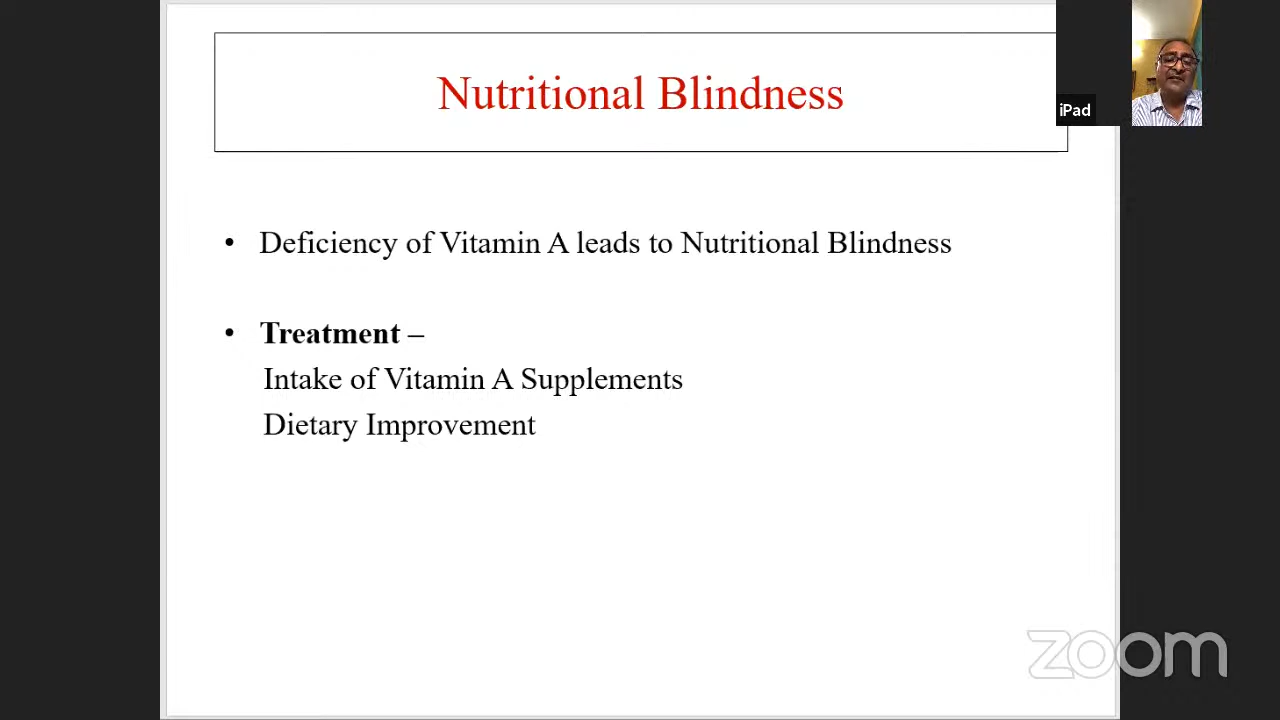 Nutritional Blindness
iPad
• Deficiency of Vitamin A leads to Nutritional Blindness
• Treatment –
Intake of Vitamin A Supplements
Dietary Improvement
zoom